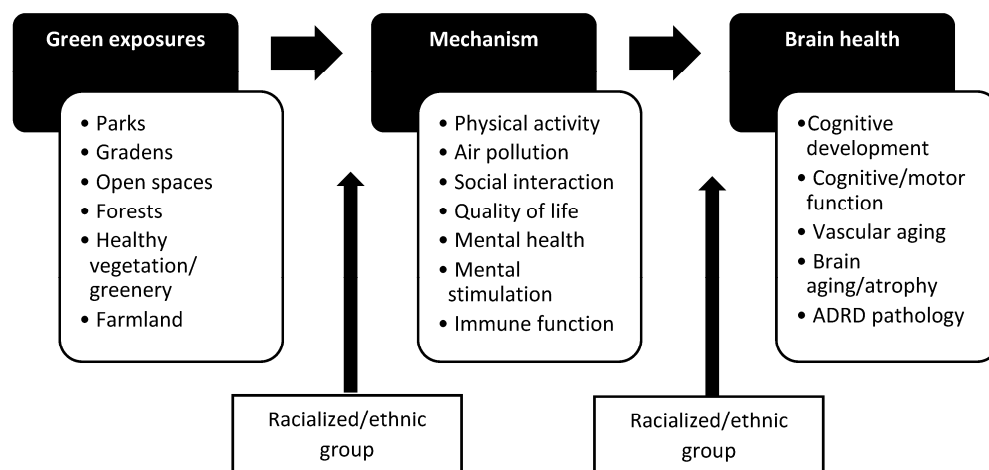 Green exposures
• Parks
• Gradens
• Open spaces
• Forests
• Healthy
vegetation/
greenery
• Farmland
Mechanism
• Physical activity
• Air pollution
• Social interaction
• Quality of life
• Mental health
• Mental
stimulation
• Immune function
Brain health
•Cognitive
development
• Cognitive/motor
function
• Vascular aging
• Brain
aging/atrophy
• ADRD pathology
Racialized/ethnic
group
Racialized/ethnic
group